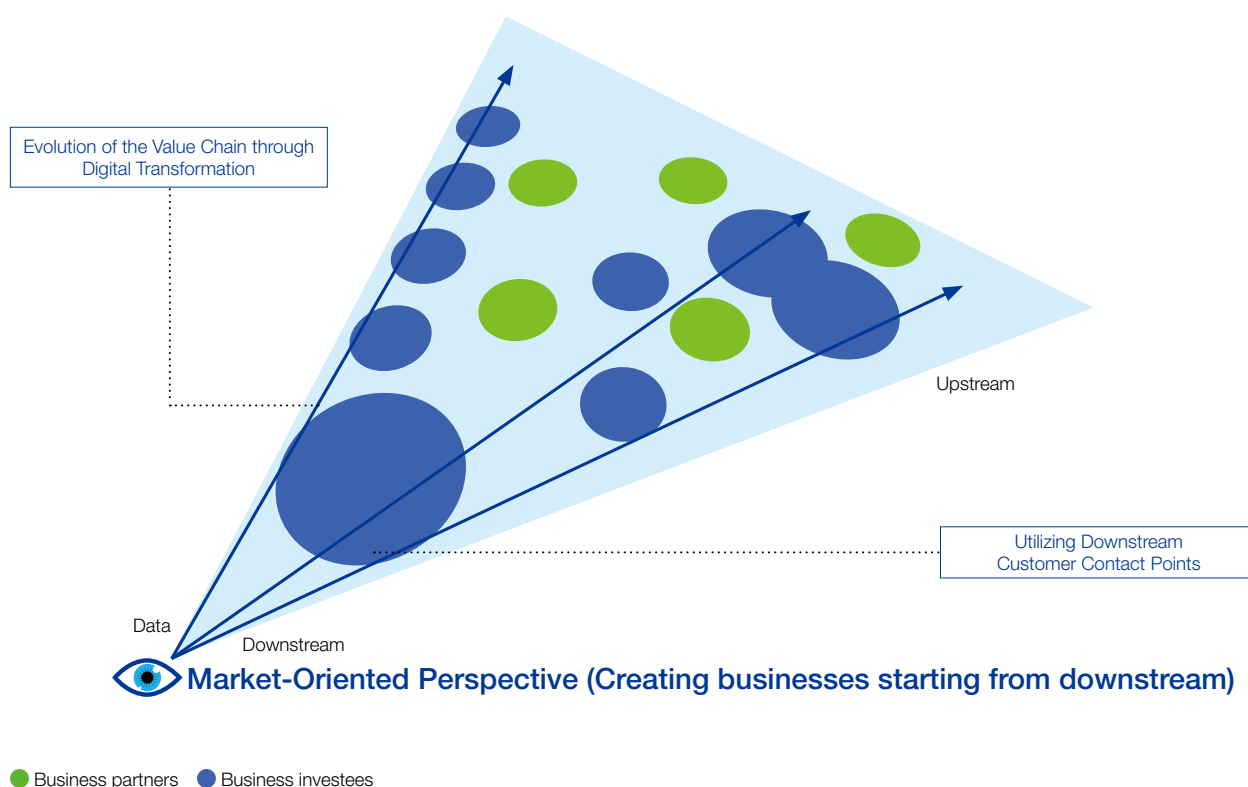 Evolution of the Value Chain through
Digital Transformation
Upstream
Utilizing Downstream
Customer Contact Points
Data
Downstream
Market-Oriented Perspective (Creating businesses starting from downstream)
Business partners
Business investees